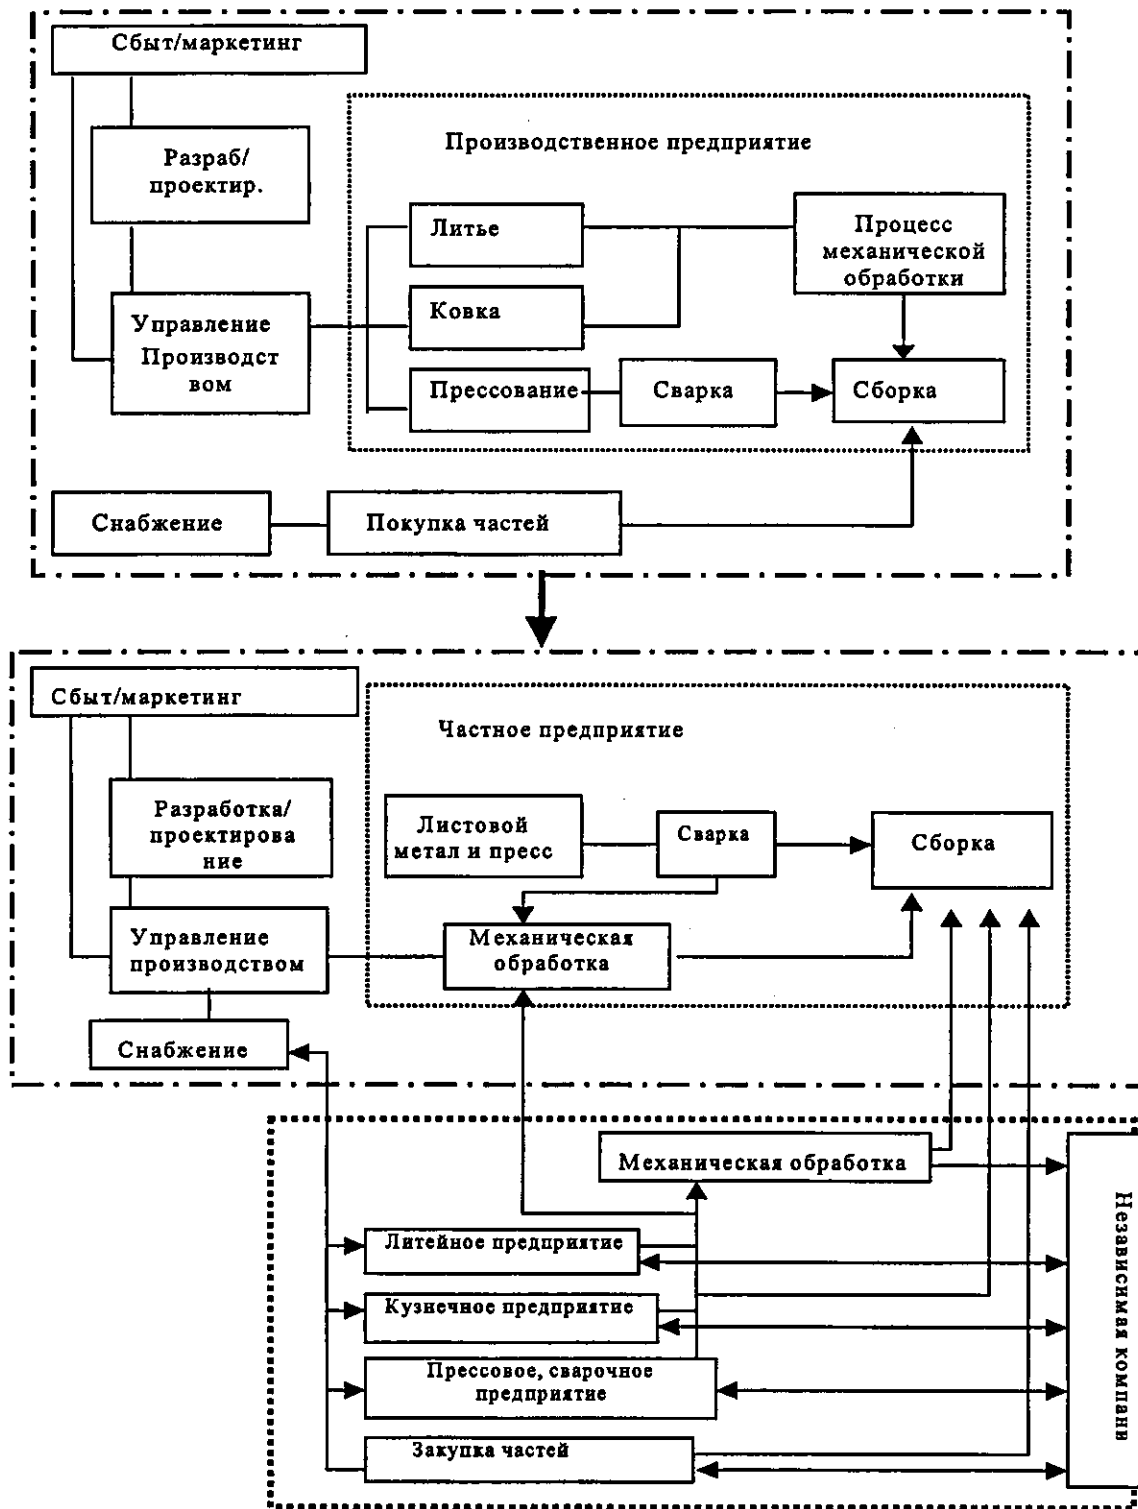 Сбыт/маркетинг
Разраб/
проектир.
Производственное предприятие
Литье
Процесс
механической
обработки
Ковка
Управление
Производст
вом
Прессование
Сварка
Сборка
Снабжение
Покупка частей
Сбыт/маркетинг
Частное предприятие
Разработка/
проектирова
ние
Листовой
метал и пресс
Сварка
Сборка
Управление
производством
Механическая
обработка
Снабжение
Механическая обработка
Литейное предприятие
Кузнечное предприятие
Прессовое, сварочное
предприятие
Закупка частей
Независимая компани